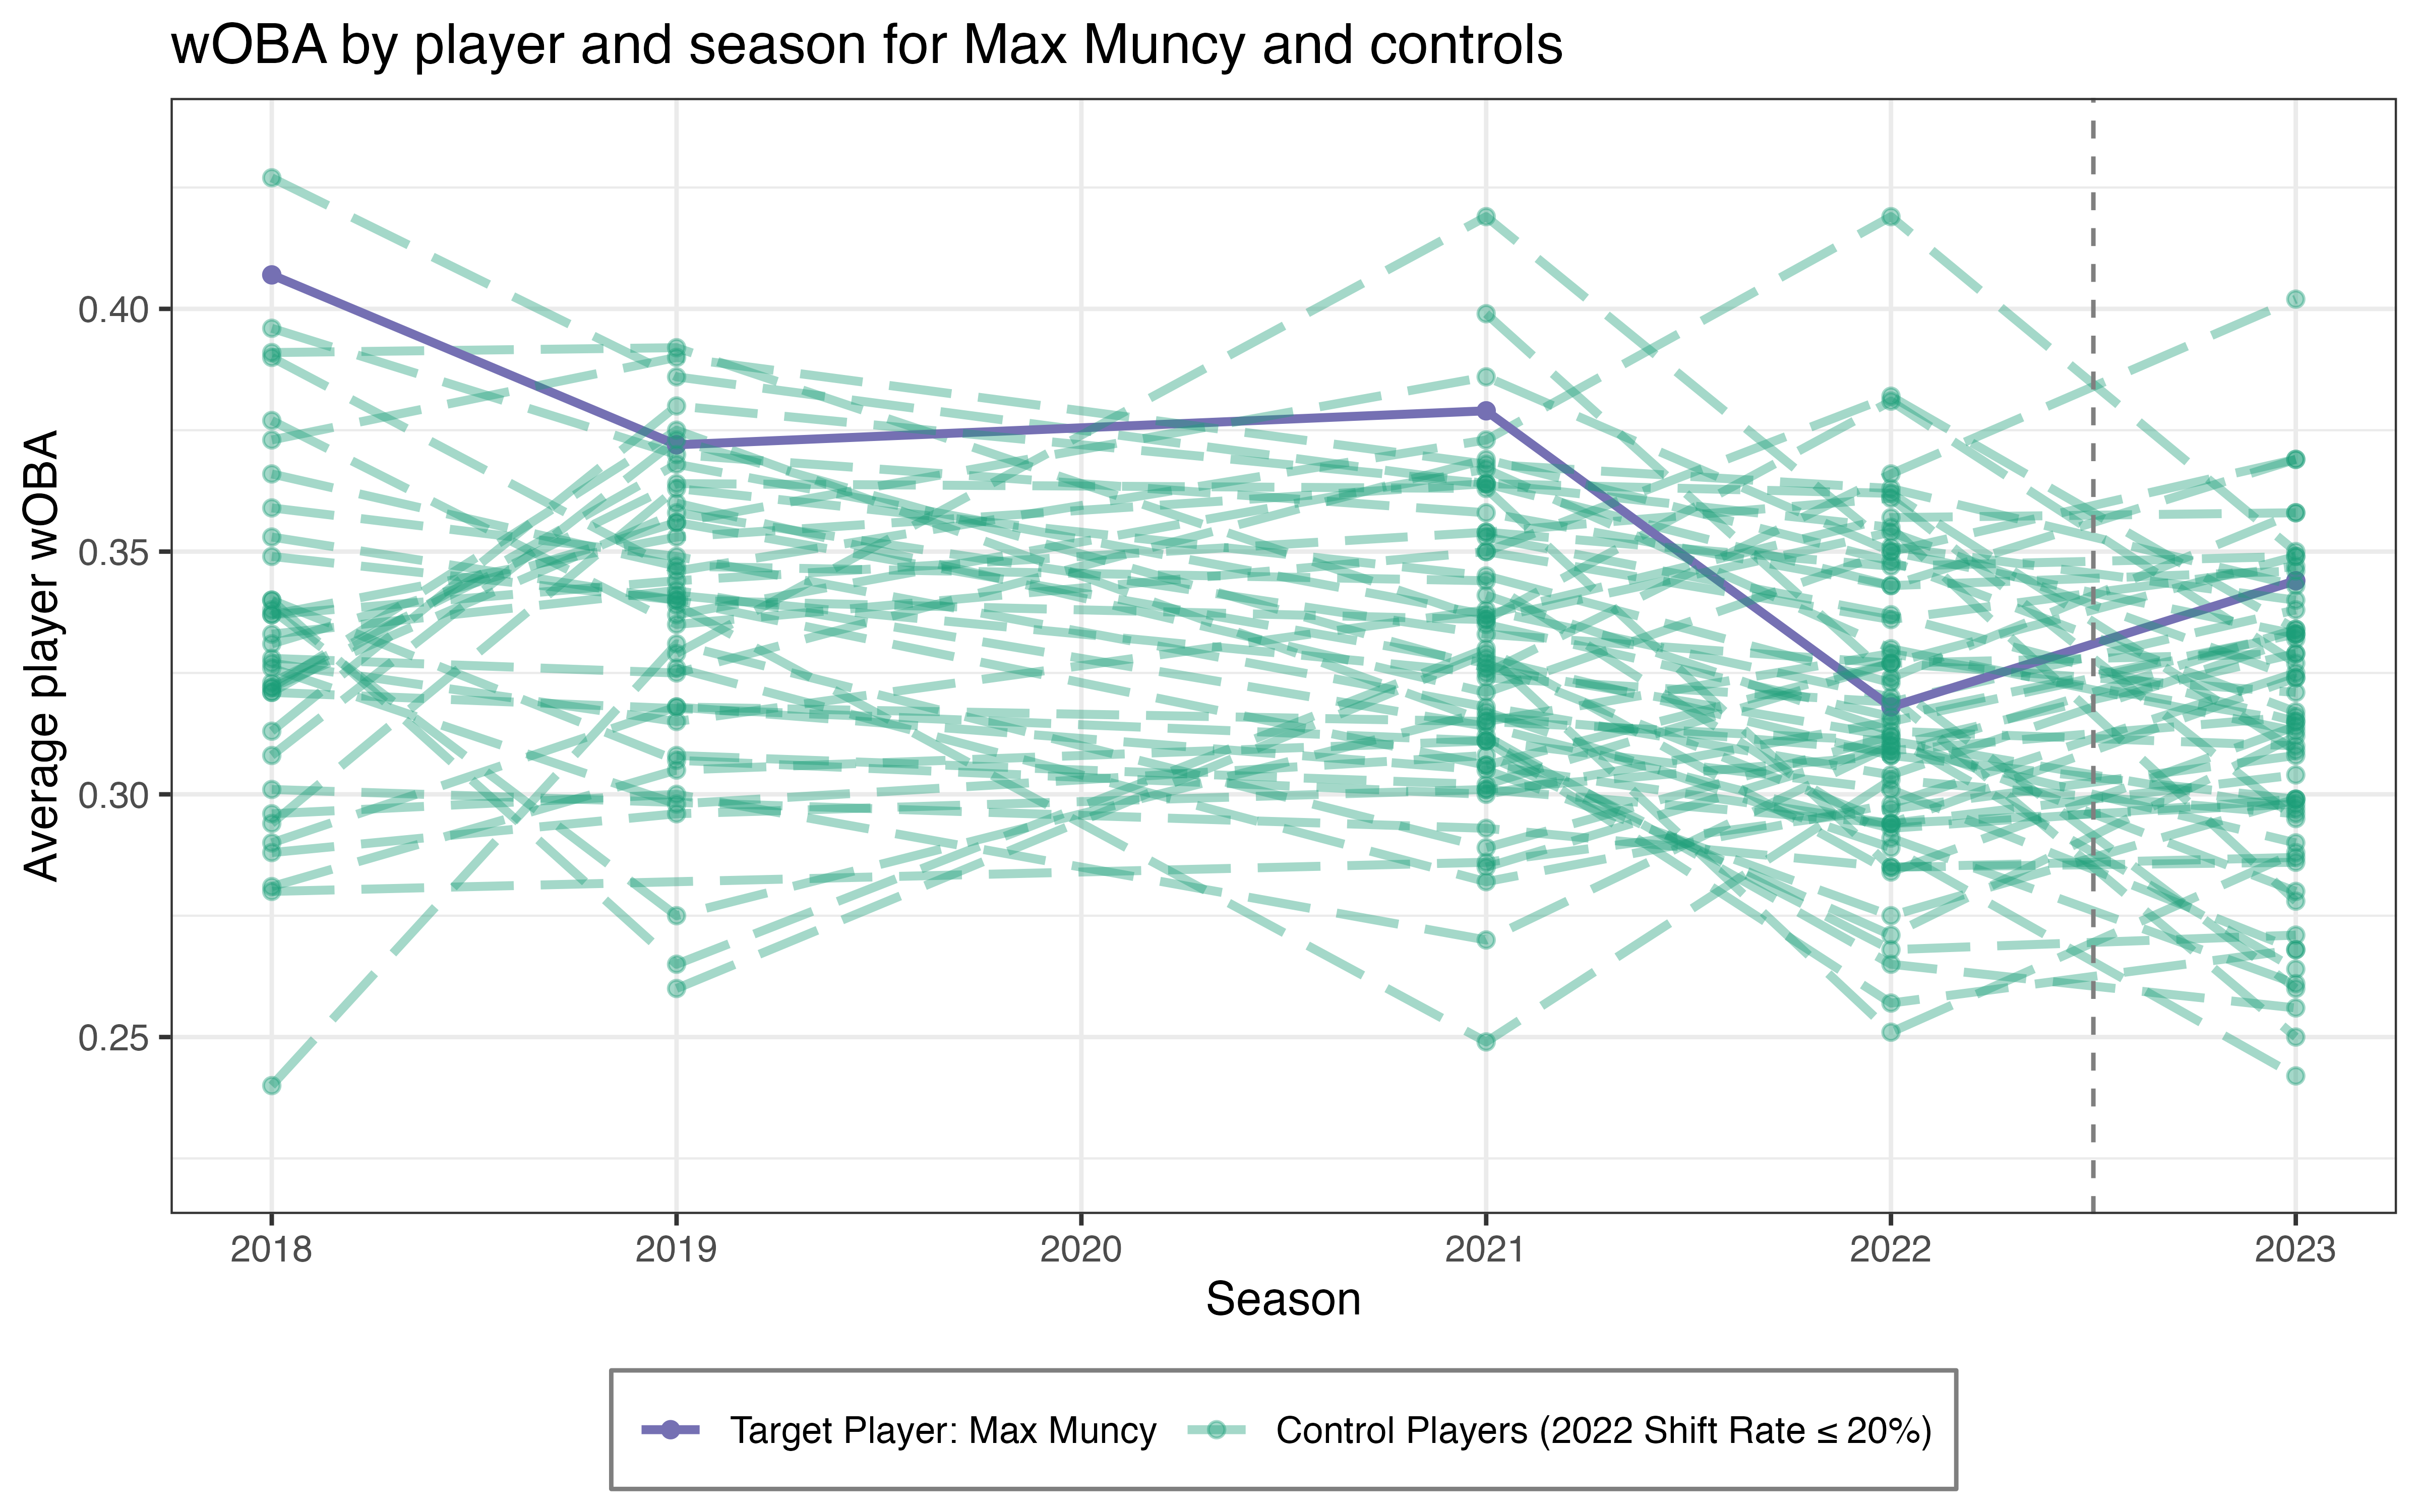 wOBA by player and season for Max Muncy and controls
Average player wOBA
0.40
0.35
0.30
0.25
2018 2019 2020 2021 2022 2023
Season
Target Player: Max Muncy Control Players (2022 Shift Rate ≤ 20%)